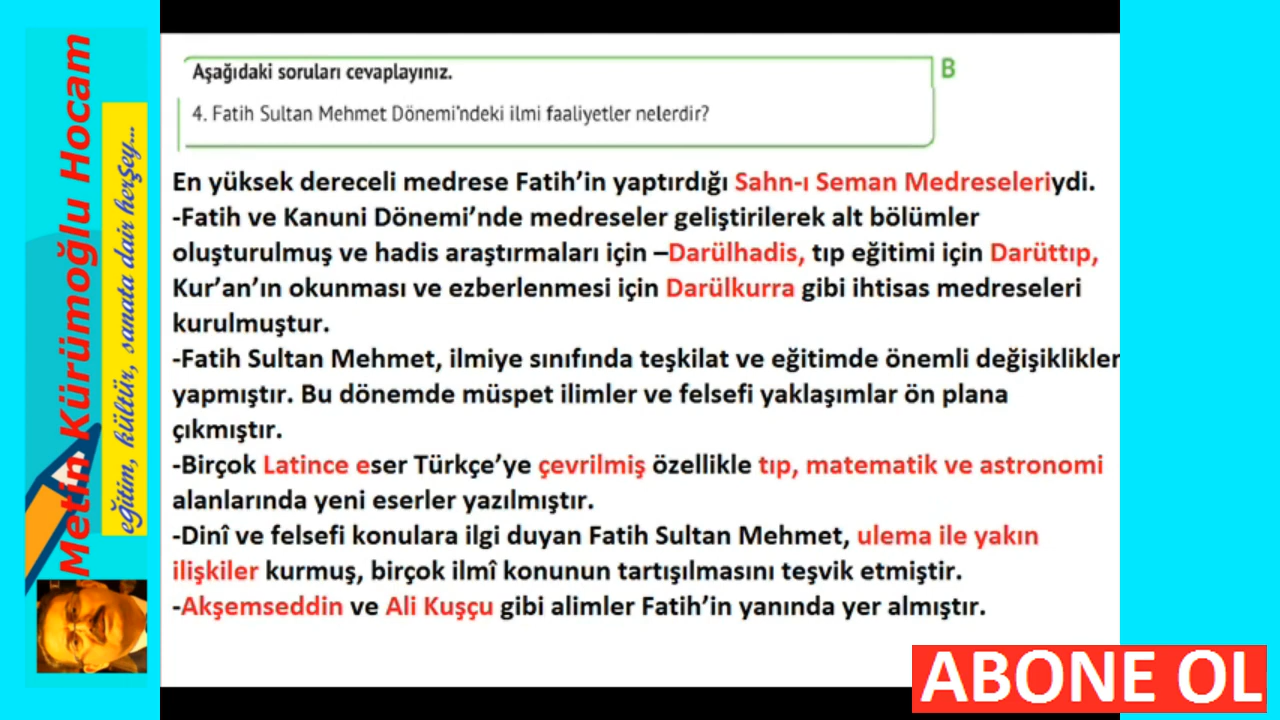 Metin Kürümoğlu Hocam
eğitim, kültür, sanata dair herşey...
Aşağıdaki soruları cevaplayınız.
B
4. Fatih Sultan Mehmet Dönemi'ndeki ilmi faaliyetler nelerdir?
En yüksek dereceli medrese Fatih’in yaptırdığı Sahn-ı Seman Medreseleriydi.
-Fatih ve Kanuni Dönemi’nde medreseler geliştirilerek alt bölümler
oluşturulmuş ve hadis araştırmaları için –Darülhadis, tıp eğitimi için Darüttıp,
Kur’an’ın okunması ve ezberlenmesi için Darülkurra gibi ihtisas medreseleri
kurulmuştur.
-Fatih Sultan Mehmet, ilmiye sınıfında teşkilat ve eğitimde önemli değişiklikler
yapmıştır. Bu dönemde müspet ilimler ve felsefi yaklaşımlar ön plana
çıkmıştır.
-Birçok Latince eser Türkçe’ye çevrilmiş özellikle tıp, matematik ve astronomi
alanlarında yeni eserler yazılmıştır.
-Dinî ve felsefi konulara ilgi duyan Fatih Sultan Mehmet, ulema ile yakın
ilişkiler kurmuş, birçok ilmî konunun tartışılmasını teşvik etmiştir.
-Akşemseddin ve Ali Kuşçu gibi alimler Fatih’in yanında yer almıştır.
ABONE OL